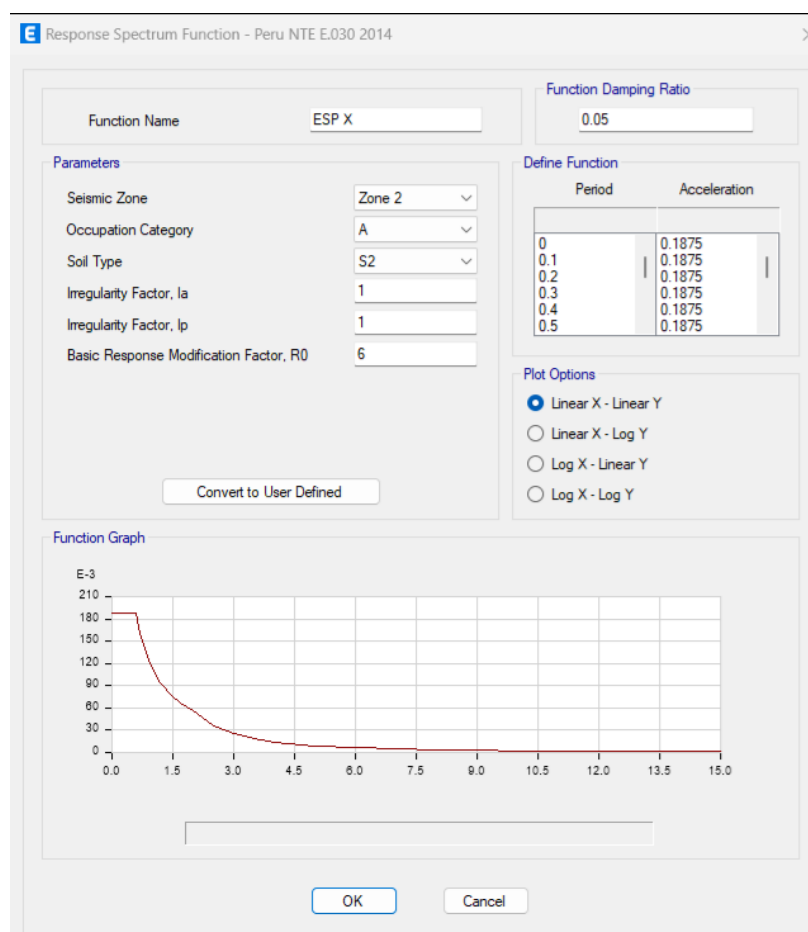 E Response Spectrum Function - Peru NTE E.030 2014
Function Damping Ratio
Function Name ESP X 0.05
Parameters Define Function
Seismic Zone Zone 2 Period Acceleration
Occupation Category A
Soil Type S2
Irregularity Factor, Ia 1
Irregularity Factor, Ip 1
Basic Response Modification Factor, R0 6
0 0.1875
0.1 0.1875
0.2 0.1875
0.3 0.1875
0.4 0.1875
0.5 0.1875
Plot Options
Linear X - Linear Y
Linear X - Log Y
Log X - Linear Y
Log X - Log Y
Convert to User Defined
Function Graph
E-3
210
180
150
120
90
60
30
0
0.0 1.5 3.0 4.5 6.0 7.5 9.0 10.5 12.0 13.5 15.0
OK Cancel